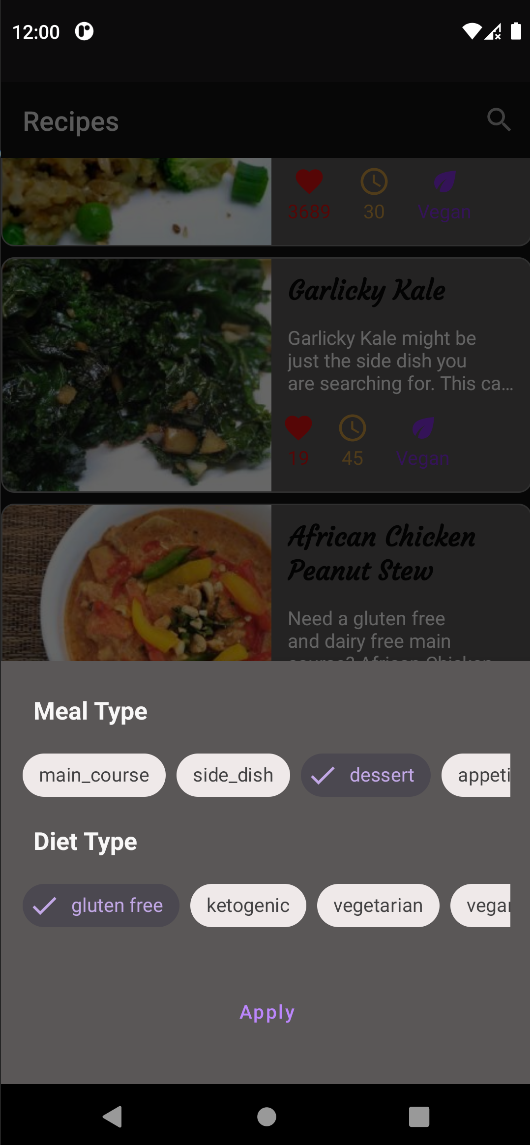 12:00
Recipes
3689 30 Vegan
Garlicky Kale
Garlicky Kale might be
just the side dish you
are searching for. This ca...
19 45 Vegan
African Chicken
Peanut Stew
Need a gluten free
and dairy free main
course? African Chicken
Meal Type
main_course side_dish dessert appeti
Diet Type
gluten free ketogenic vegetarian vegan
Apply